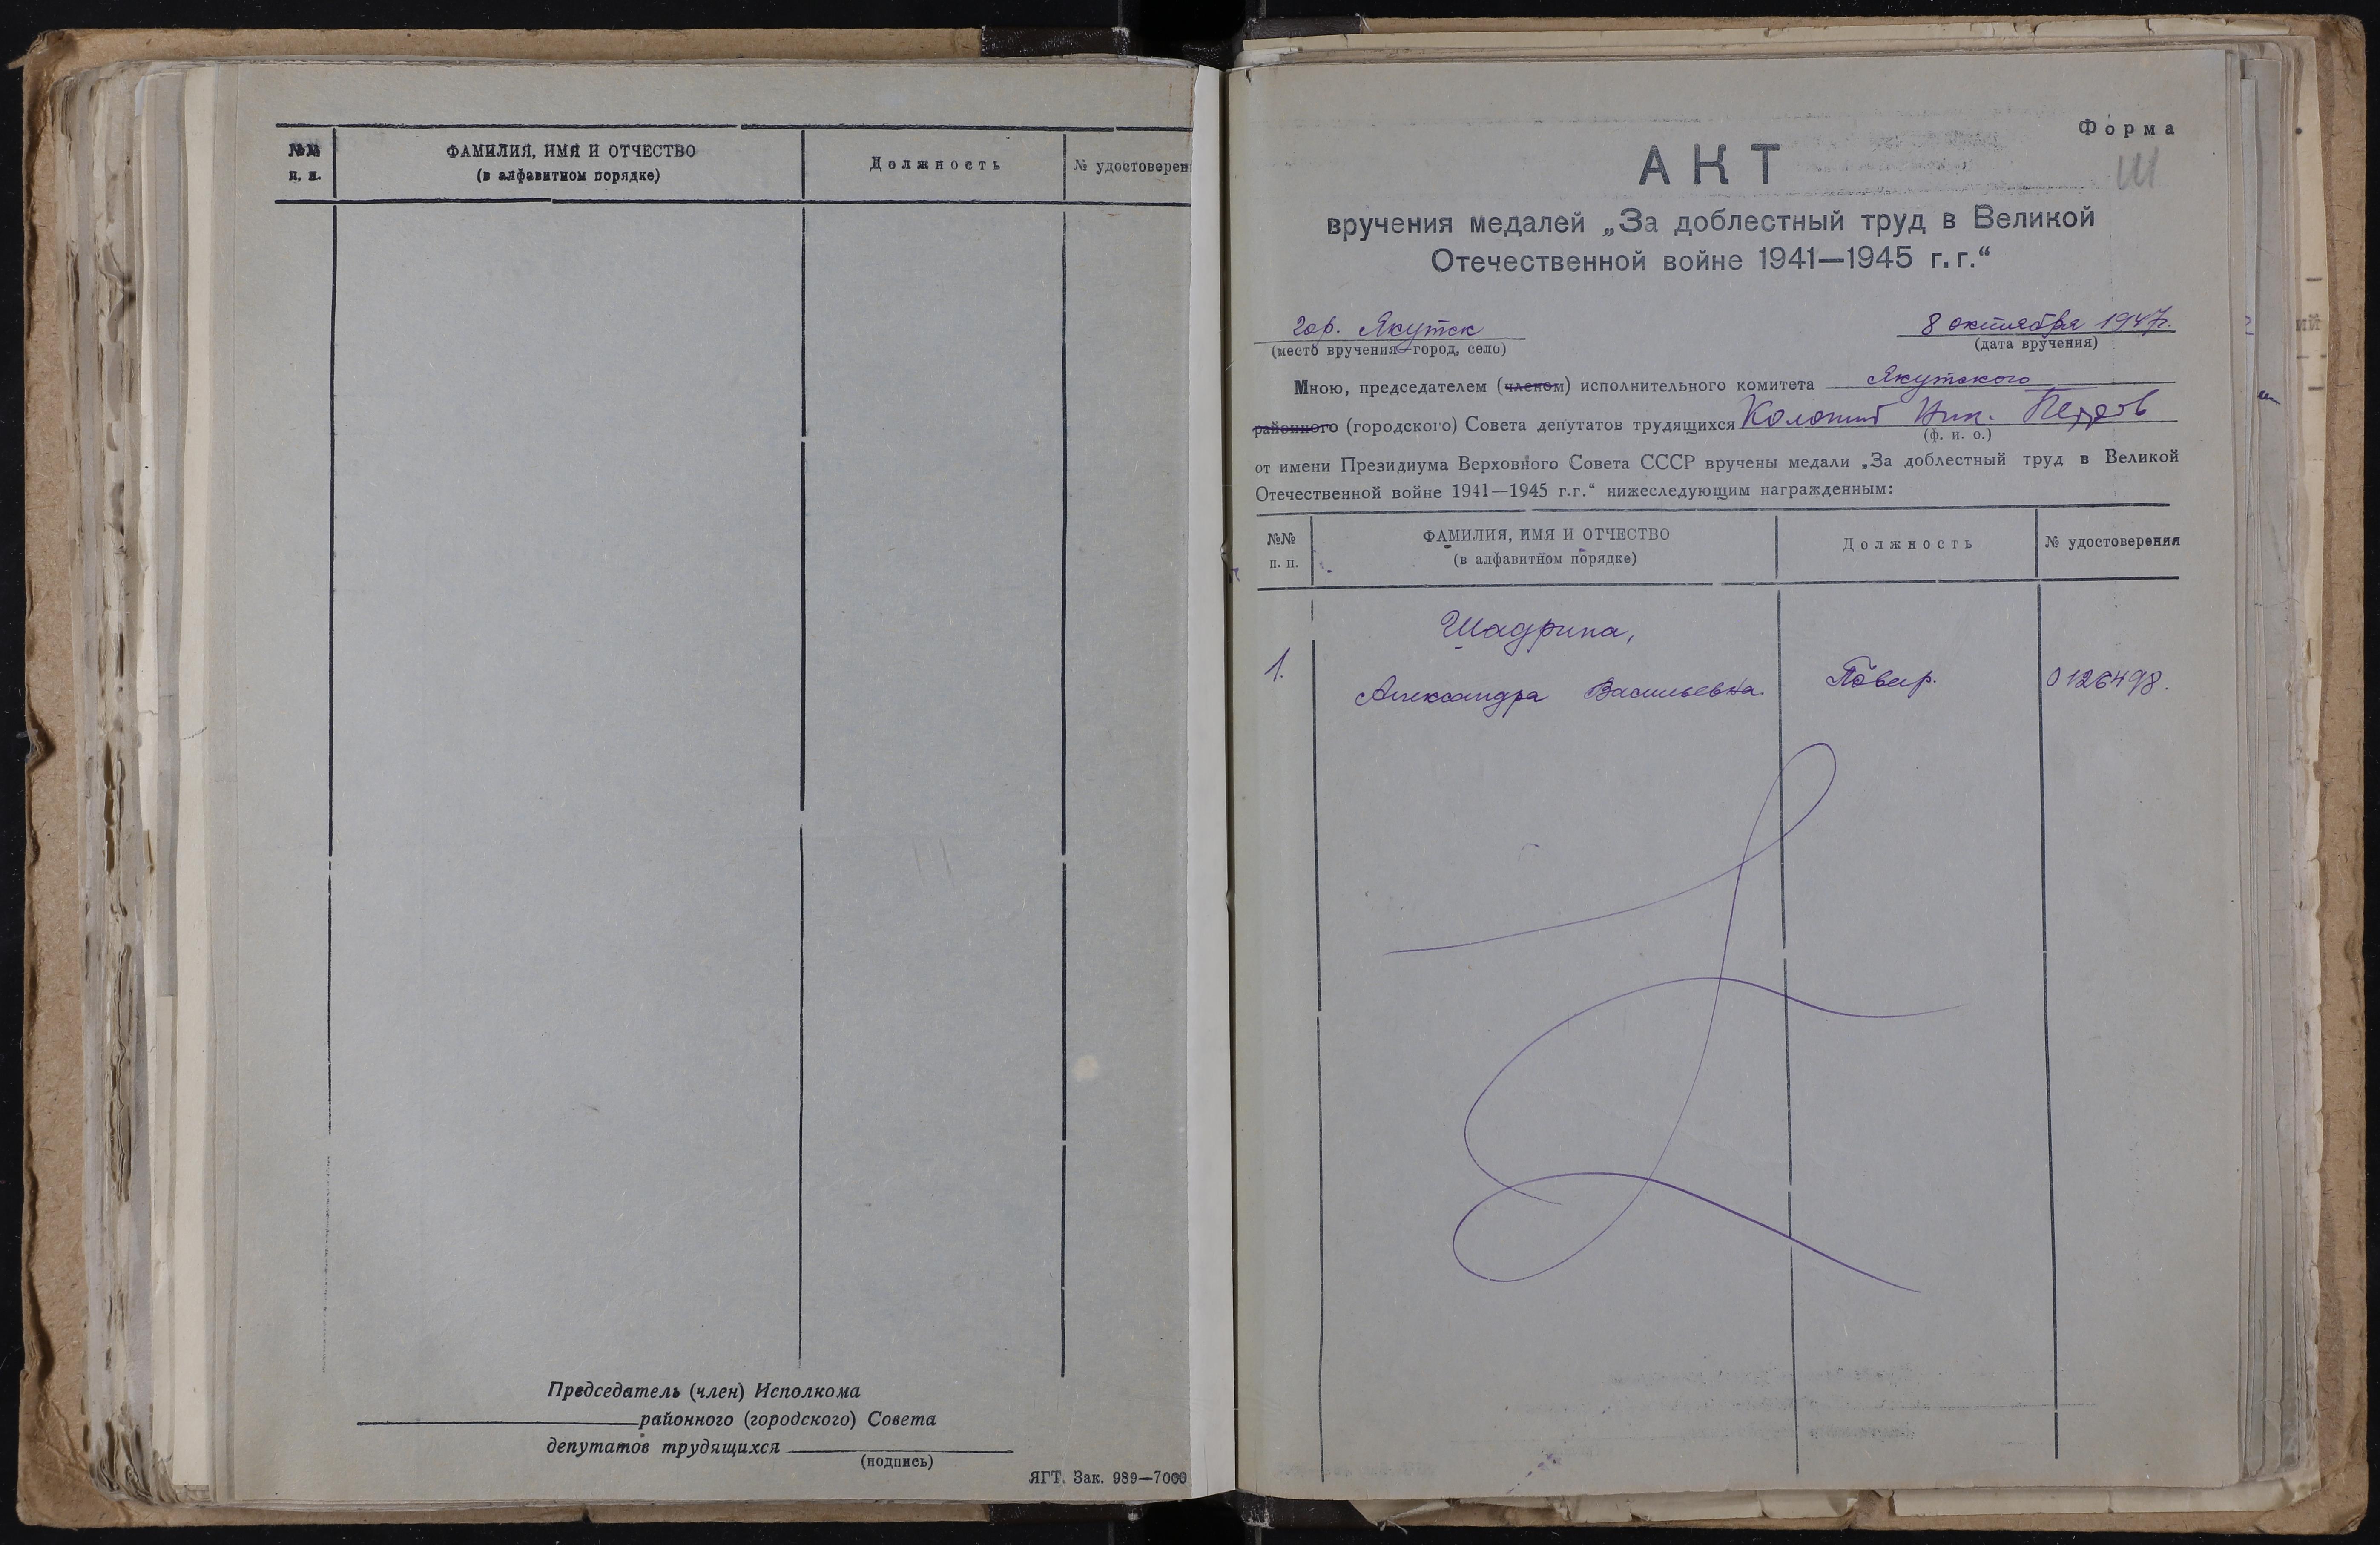 №№
п. п.
ФАМИЛИЯ, ИМЯ И ОТЧЕСТВО
(в алфавитном порядке)
Должность
№ удостоверен
Председатель (член) Исполкома
районного (городского) Совета
депутатов трудящихся
(подпись)
ЯГТ. Зак. 989—7000
Форма
Ш
АКТ
вручения медалей „За доблестный труд в Великой
Отечественной войне 1941—1945 г.г.“
гор. Якутск
(место вручения—город, село)
8 октября 1947г.
(дата вручения)
Мною, председателем (членом) исполнительного комитета Якутского
районного (городского) Совета депутатов трудящихся Ник.
(ф. и. о.)
от имени Президиума Верховного Совета СССР вручены медали „За доблестный труд в Великой
Отечественной войне 1941—1945 г.г.“ нижеследующим награжденным:
№№
п. п.
ФАМИЛИЯ, ИМЯ И ОТЧЕСТВО
(в алфавитном порядке)
Должность
№ удостоверения
Шадрина,
1.
Александра Васильевна.
Повар.
0126498.